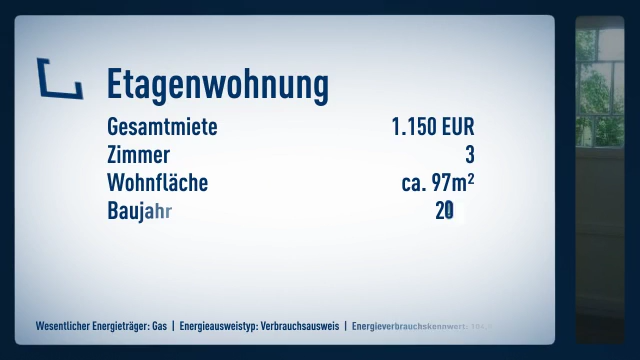 Etagenwohnung
Gesamtmiete 1.150 EUR
Zimmer 3
Wohnfläche ca. 97m²
Baujahr 20
Wesentlicher Energieträger: Gas | Energieausweistyp: Verbrauchsausweis | Energieverbrauchskennwert: